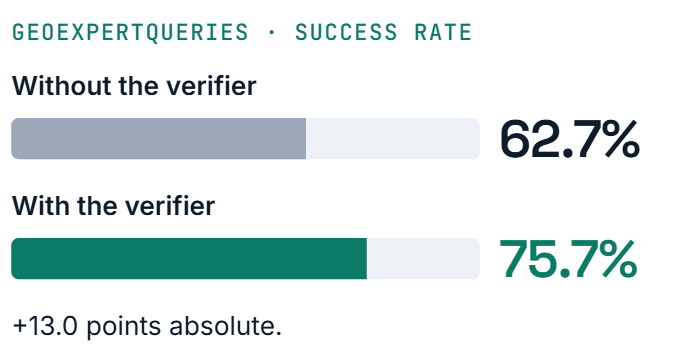 GEOEXPERTQUERIES · SUCCESS RATE
Without the verifier
62.7%
With the verifier
75.7%
+13.0 points absolute.